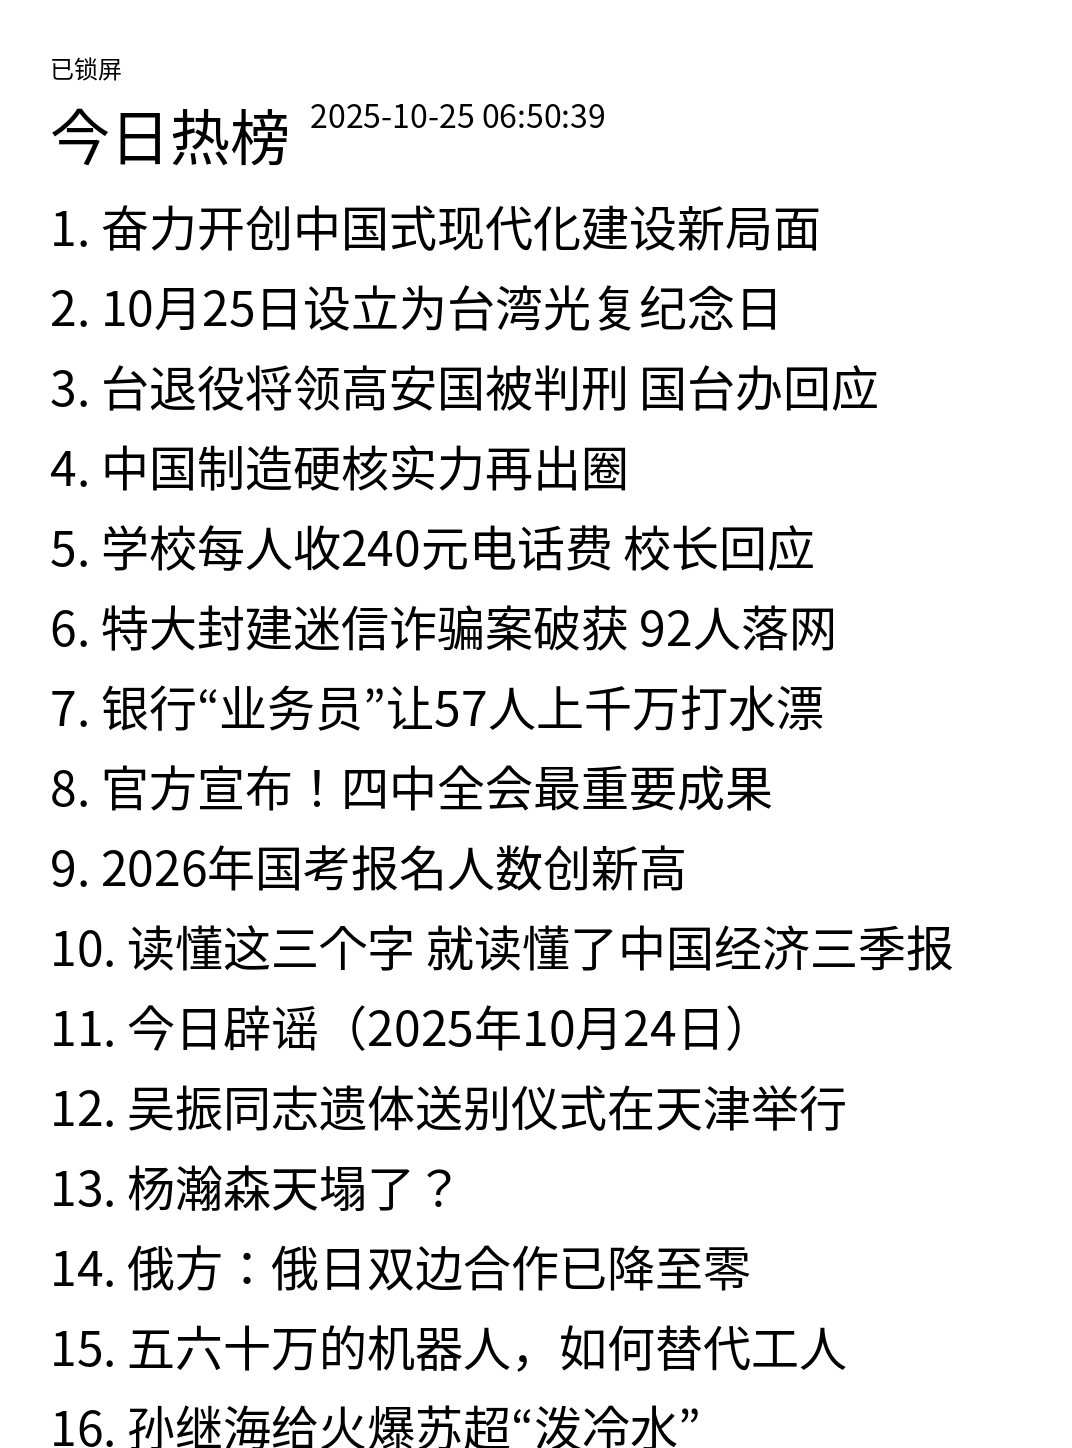 已锁屏
今日热榜 2025-10-25 06:50:39
1. 奋力开创中国式现代化建设新局面
2. 10月25日设立为台湾光复纪念日
3. 台退役将领高安国被判刑 国台办回应
4. 中国制造硬核实力再出圈
5. 学校每人收240元电话费 校长回应
6. 特大封建迷信诈骗案破获 92人落网
7. 银行“业务员”让57人上千万打水漂
8. 官方宣布！四中全会最重要成果
9. 2026年国考报名人数创新高
10. 读懂这三个字 就读懂了中国经济三季报
11. 今日辟谣（2025年10月24日）
12. 吴振同志遗体送别仪式在天津举行
13. 杨瀚森天塌了？
14. 俄方：俄日双边合作已降至零
15. 五六十万的机器人，如何替代工人
16. 孙继海给火爆苏超“泼冷水”